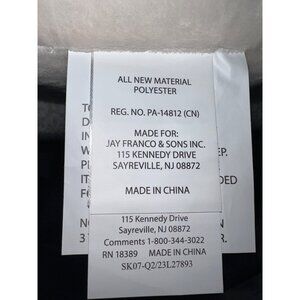 ALL NEW MATERIAL
POLYESTER
REG. NO. PA-14812 (CN)
MADE FOR:
JAY FRANCO & SONS INC.
115 KENNEDY DRIVE
SAYREVILLE, NJ 08872
MADE IN CHINA
115 Kennedy Drive
Sayreville, NJ 08872
Comments 1-800-344-3022
RN 18389 MADE IN CHINA
SK07-Q2/23L27893